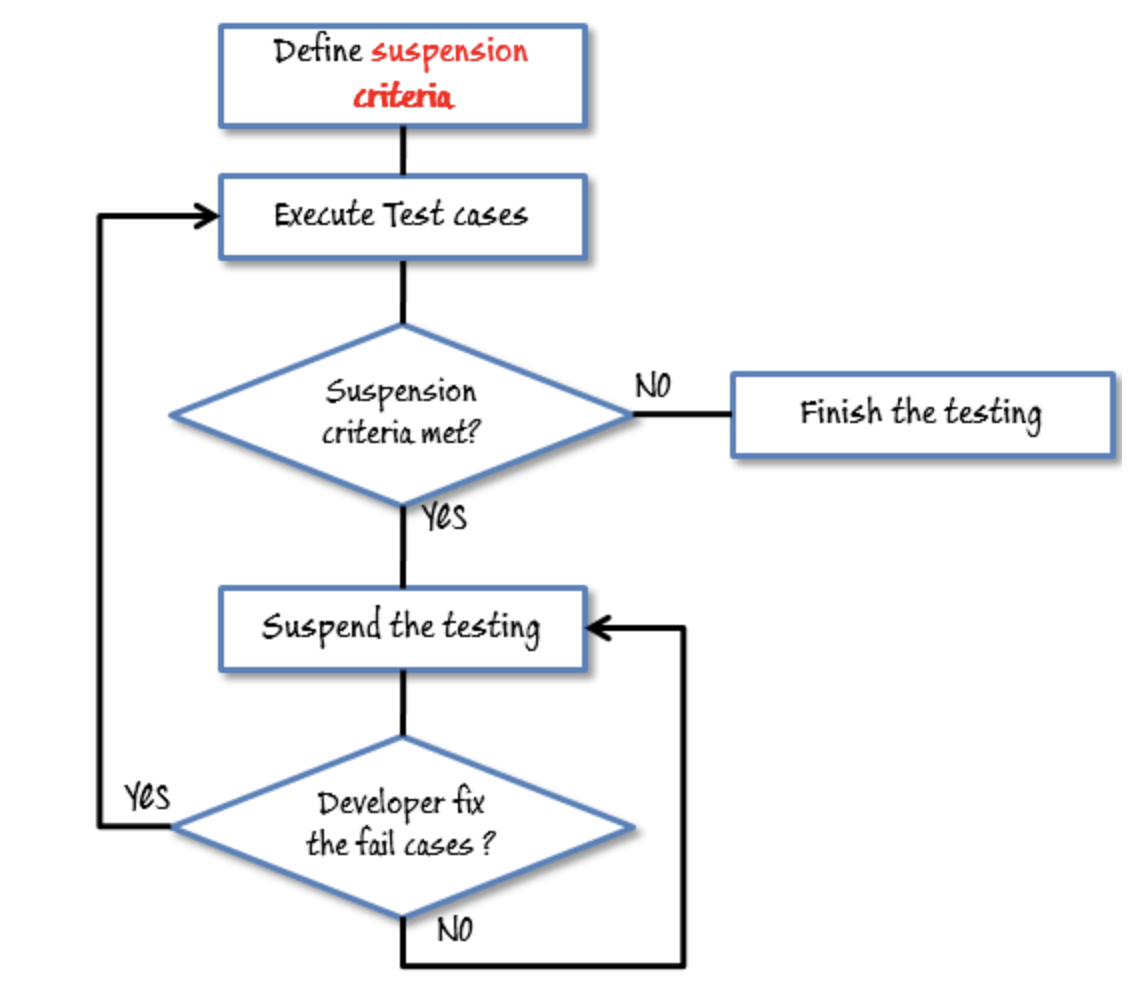 Define suspension
criteria
Execute Test cases
Suspension
criteria met?
NO
Finish the testing
Yes
Suspend the testing
Yes
Developer fix
the fail cases ?
NO